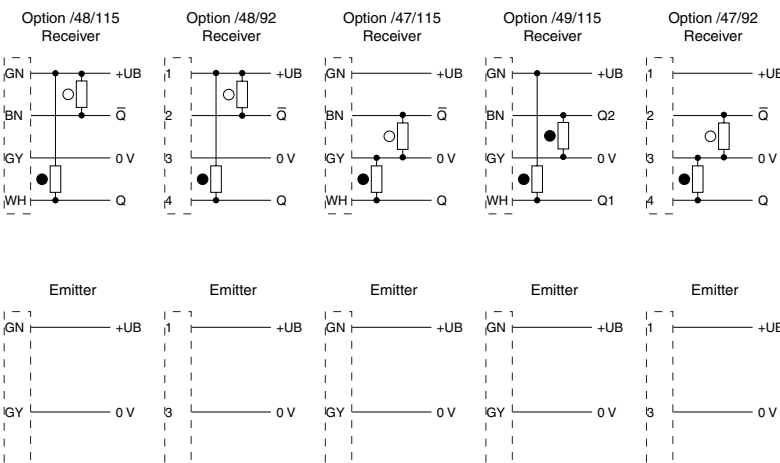 Option /48/115 Option /48/92 Option /47/115 Option /49/115 Option /47/92
Receiver Receiver Receiver Receiver Receiver
GN +UB 1 +UB GN +UB GN +UB 1 +UB
BN Q̅ 2 Q̅ BN Q̅ BN Q2 2 Q̅
GY 0 V 3 0 V GY 0 V GY 0 V 3 0 V
WH Q 4 Q WH Q WH Q1 4 Q
Emitter Emitter Emitter Emitter Emitter
GN +UB 1 +UB GN +UB GN +UB 1 +UB
GY 0 V 3 0 V GY 0 V GY 0 V 3 0 V